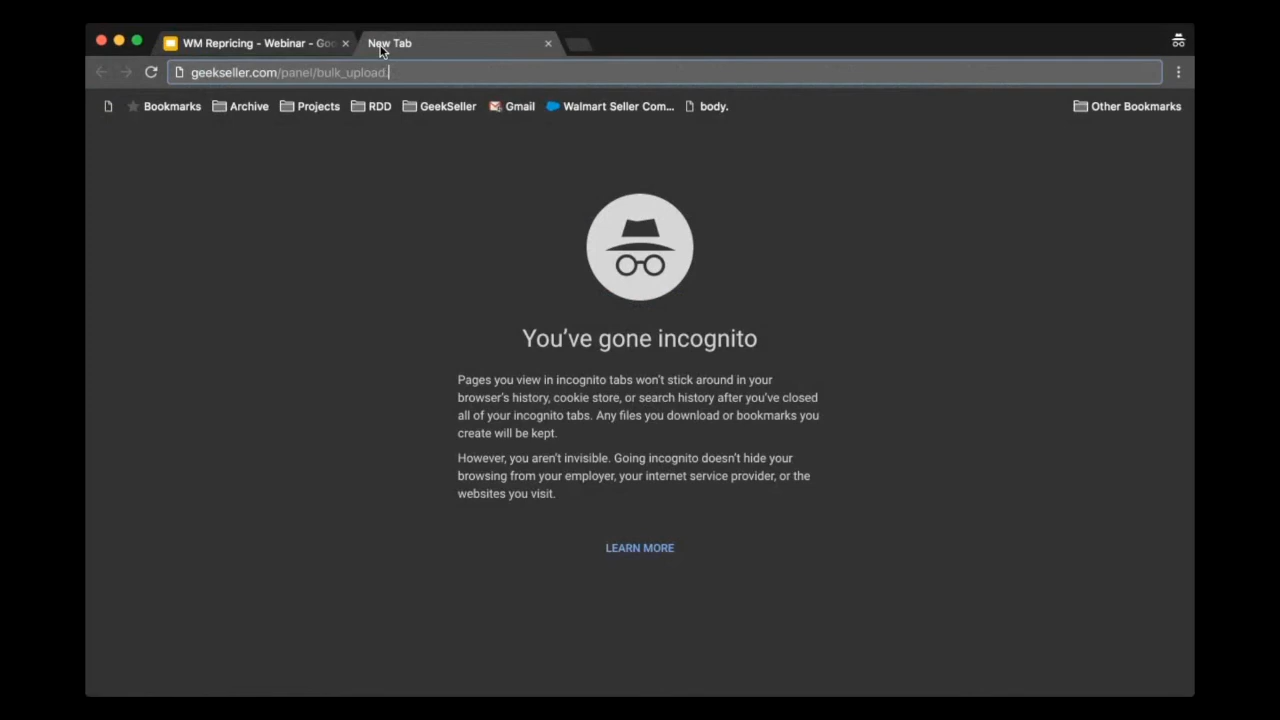 WM Repricing - Webinar - Goo
New Tab
geekseller.com/panel/bulk_upload.
Bookmarks
Archive
Projects
RDD
GeekSeller
Gmail
Walmart Seller Com...
body.
Other Bookmarks
You've gone incognito
Pages you view in incognito tabs won't stick around in your
browser's history, cookie store, or search history after you've closed
all of your incognito tabs. Any files you download or bookmarks you
create will be kept.
However, you aren't invisible. Going incognito doesn't hide your
browsing from your employer, your internet service provider, or the
websites you visit.
LEARN MORE